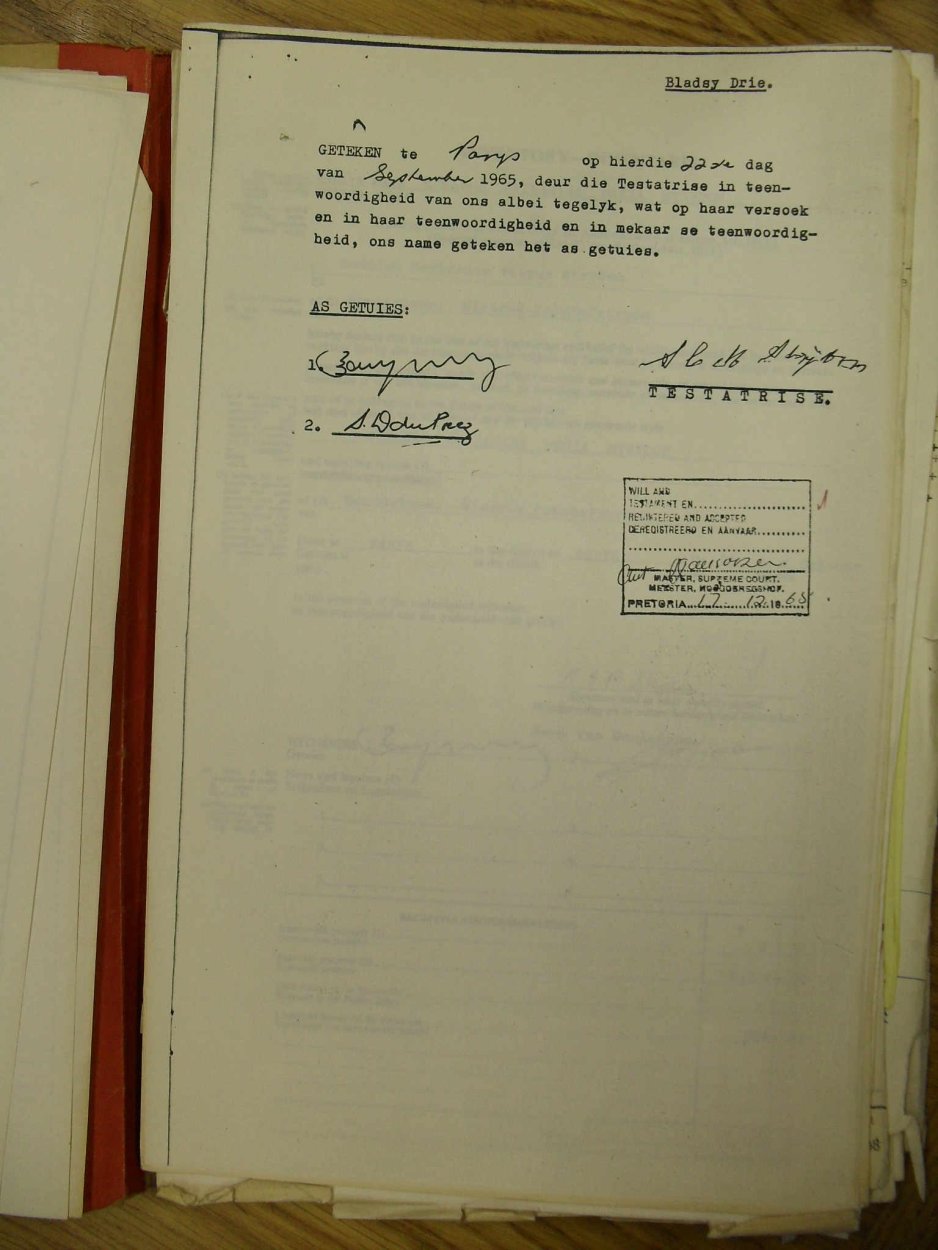 Bladsy Drie.
GETEKEN te Parys op hierdie 22ste dag
van September 1965, deur die Testatrise in teen-
woordigheid van ons albei tegelyk, wat op haar versoek
en in haar teenwoordigheid en in mekaar se teenwoordig-
heid, ons name geteken het as getuies.
AS GETUIES:
1.
TESTATRISE.
2. S. D du Preez
WILL AND
TESTAMENT EN
REGISTERED AND ACCEPTED
GEREGISTREERD EN AANVAAR
MASTER, SUPREME COURT.
MEESTER, HOOGGEREGSHOF.
PRETORIA 17.12.1965